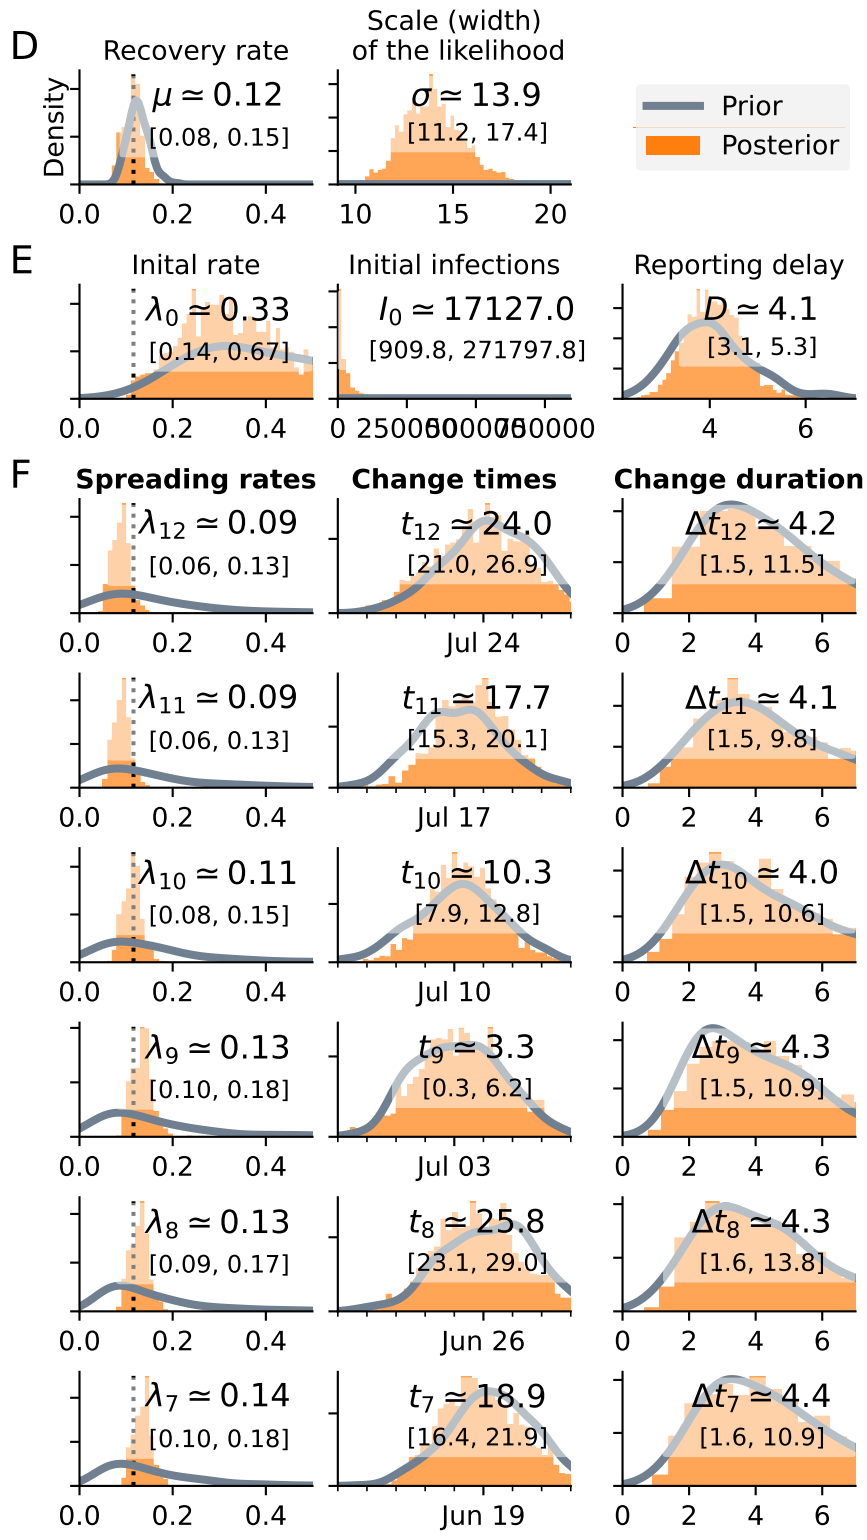 D
Recovery rate
Scale (width)
of the likelihood
Density
μ ≃ 0.12
[0.08, 0.15]
σ ≃ 13.9
[11.2, 17.4]
Prior
Posterior
0.0 0.2 0.4
10 15 20
E
Inital rate
Initial infections
Reporting delay
λ0 ≃ 0.33
[0.14, 0.67]
I0 ≃ 17127.0
[909.8, 271797.8]
D ≃ 4.1
[3.1, 5.3]
0.0 0.2 0.4
0 250000 500000 750000
4 6
F
Spreading rates
Change times
Change duration
λ12 ≃ 0.09
[0.06, 0.13]
t12 ≃ 24.0
[21.0, 26.9]
Δt12 ≃ 4.2
[1.5, 11.5]
0.0 0.2 0.4
Jul 24
0 2 4 6
λ11 ≃ 0.09
[0.06, 0.13]
t11 ≃ 17.7
[15.3, 20.1]
Δt11 ≃ 4.1
[1.5, 9.8]
0.0 0.2 0.4
Jul 17
0 2 4 6
λ10 ≃ 0.11
[0.08, 0.15]
t10 ≃ 10.3
[7.9, 12.8]
Δt10 ≃ 4.0
[1.5, 10.6]
0.0 0.2 0.4
Jul 10
0 2 4 6
λ9 ≃ 0.13
[0.10, 0.18]
t9 ≃ 3.3
[0.3, 6.2]
Δt9 ≃ 4.3
[1.5, 10.9]
0.0 0.2 0.4
Jul 03
0 2 4 6
λ8 ≃ 0.13
[0.09, 0.17]
t8 ≃ 25.8
[23.1, 29.0]
Δt8 ≃ 4.3
[1.6, 13.8]
0.0 0.2 0.4
Jun 26
0 2 4 6
λ7 ≃ 0.14
[0.10, 0.18]
t7 ≃ 18.9
[16.4, 21.9]
Δt7 ≃ 4.4
[1.6, 10.9]
0.0 0.2 0.4
Jun 19
0 2 4 6